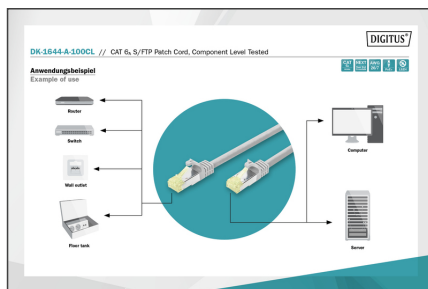 DIGITUS®
DK-1644-A-100CL // CAT 6A S/FTP Patch Cord, Component Level Tested
Anwendungsbeispiel
Example of use
Router
Switch
Wall outlet
Floor tank
Computer
Server